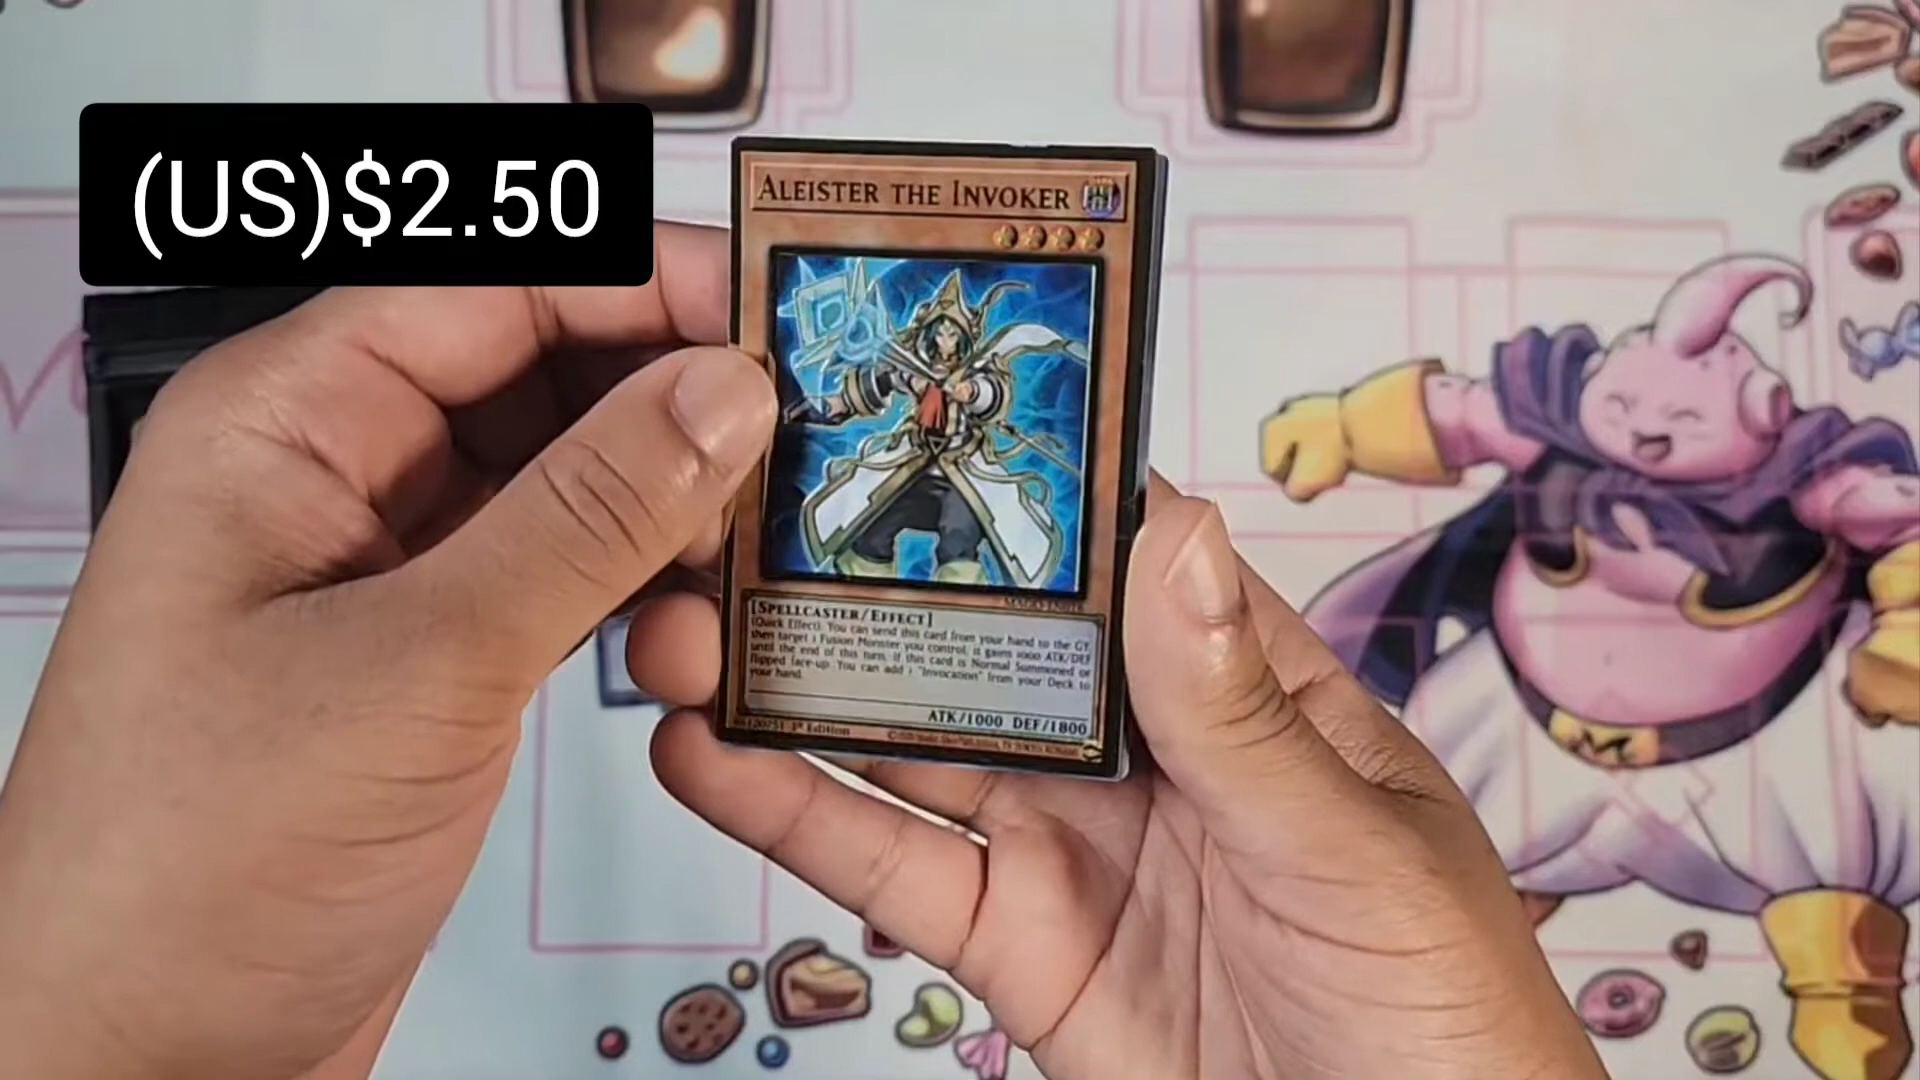 (US)$2.50
ALEISTER THE INVOKER
MAGO-EN018
[SPELLCASTER/EFFECT]
(Quick Effect): You can send this card from your hand to the GY,
then target 1 Fusion Monster you control; it gains 1000 ATK/DEF
until the end of this turn. If this card is Normal Summoned or
flipped face-up: You can add 1 "Invocation" from your Deck to
your hand.
ATK/1000 DEF/1800
1st Edition
M